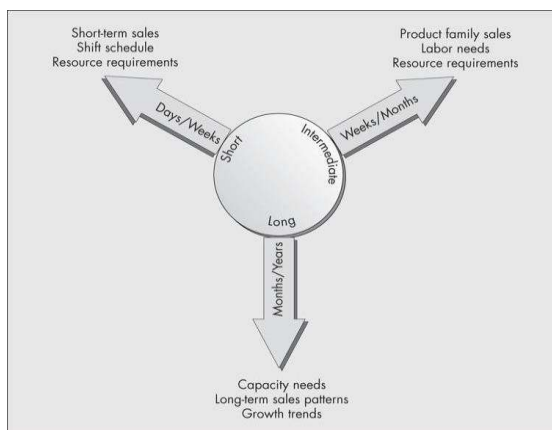 Short-term sales
Shift schedule
Resource requirements
Product family sales
Labor needs
Resource requirements
Days/Weeks
Weeks/Months
Short
Intermediate
Long
Months/Years
Capacity needs
Long-term sales patterns
Growth trends